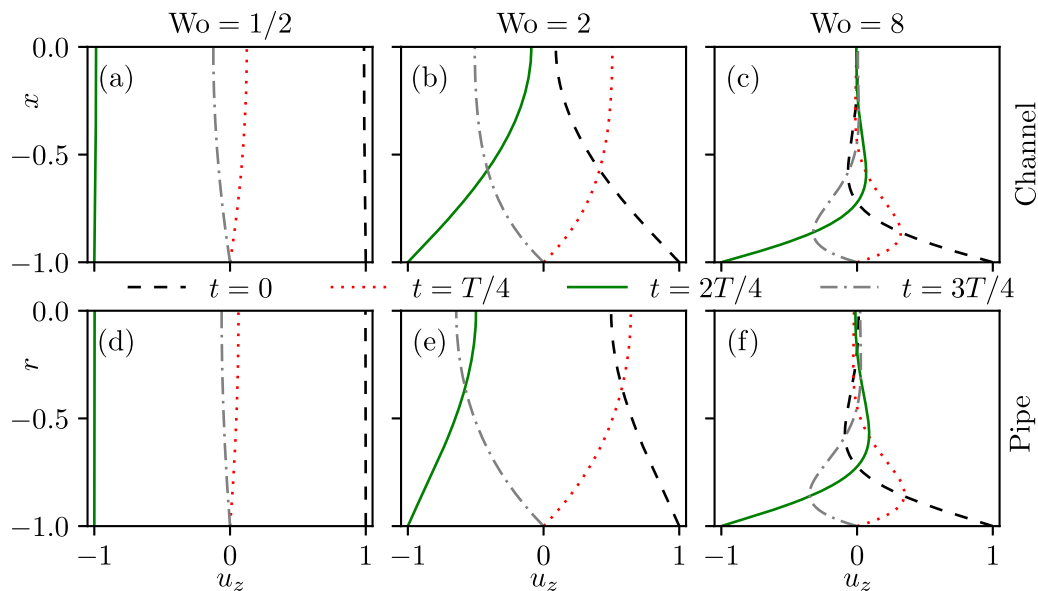 Wo = 1/2 Wo = 2 Wo = 8
0.0
(a) (b) (c)
x
−0.5
Channel
−1.0
t = 0 t = T/4 t = 2T/4 t = 3T/4
0.0
(d) (e) (f)
r
−0.5
Pipe
−1.0
−1 0 1 −1 0 1 −1 0 1
u_z u_z u_z